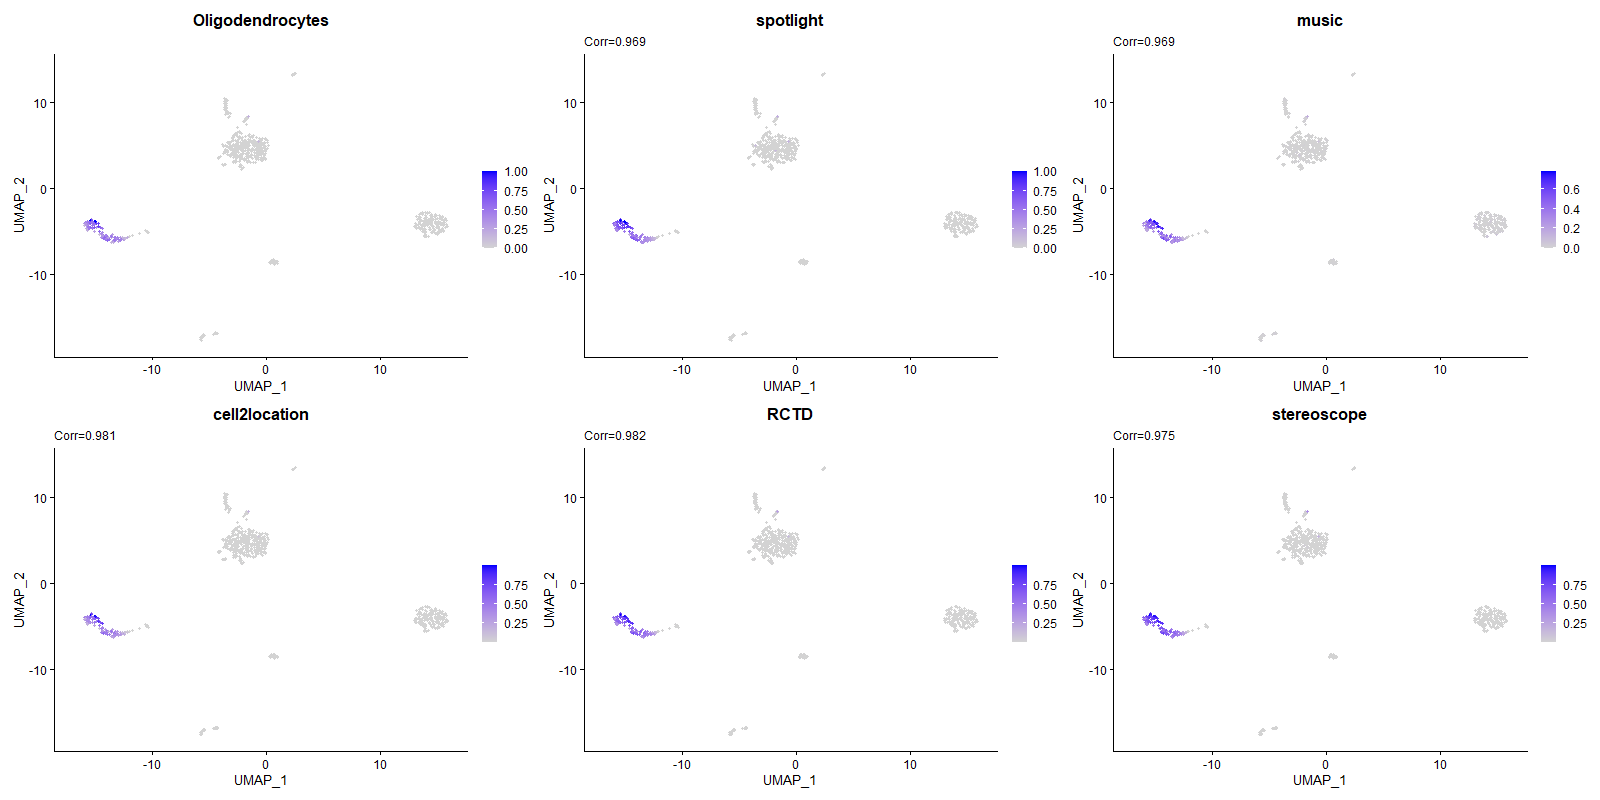 Oligodendrocytes
UMAP_2
10
0
-10
-10
0
10
UMAP_1
1.00
0.75
0.50
0.25
0.00
spotlight
Corr=0.969
UMAP_2
10
0
-10
-10
0
10
UMAP_1
1.00
0.75
0.50
0.25
0.00
music
Corr=0.969
UMAP_2
10
0
-10
-10
0
10
UMAP_1
0.6
0.4
0.2
0.0
cell2location
Corr=0.981
UMAP_2
10
0
-10
-10
0
10
UMAP_1
0.75
0.50
0.25
RCTD
Corr=0.982
UMAP_2
10
0
-10
-10
0
10
UMAP_1
0.75
0.50
0.25
stereoscope
Corr=0.975
UMAP_2
10
0
-10
-10
0
10
UMAP_1
0.75
0.50
0.25